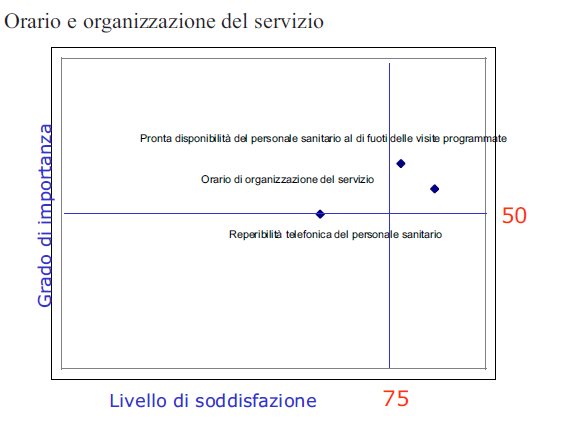 Orario e organizzazione del servizio
Pronta disponibilità del personale sanitario al di fuoti delle visite programmate
Orario di organizzazione del servizio
Reperibilità telefonica del personale sanitario
Grado di importanza
50
Livello di soddisfazione
75